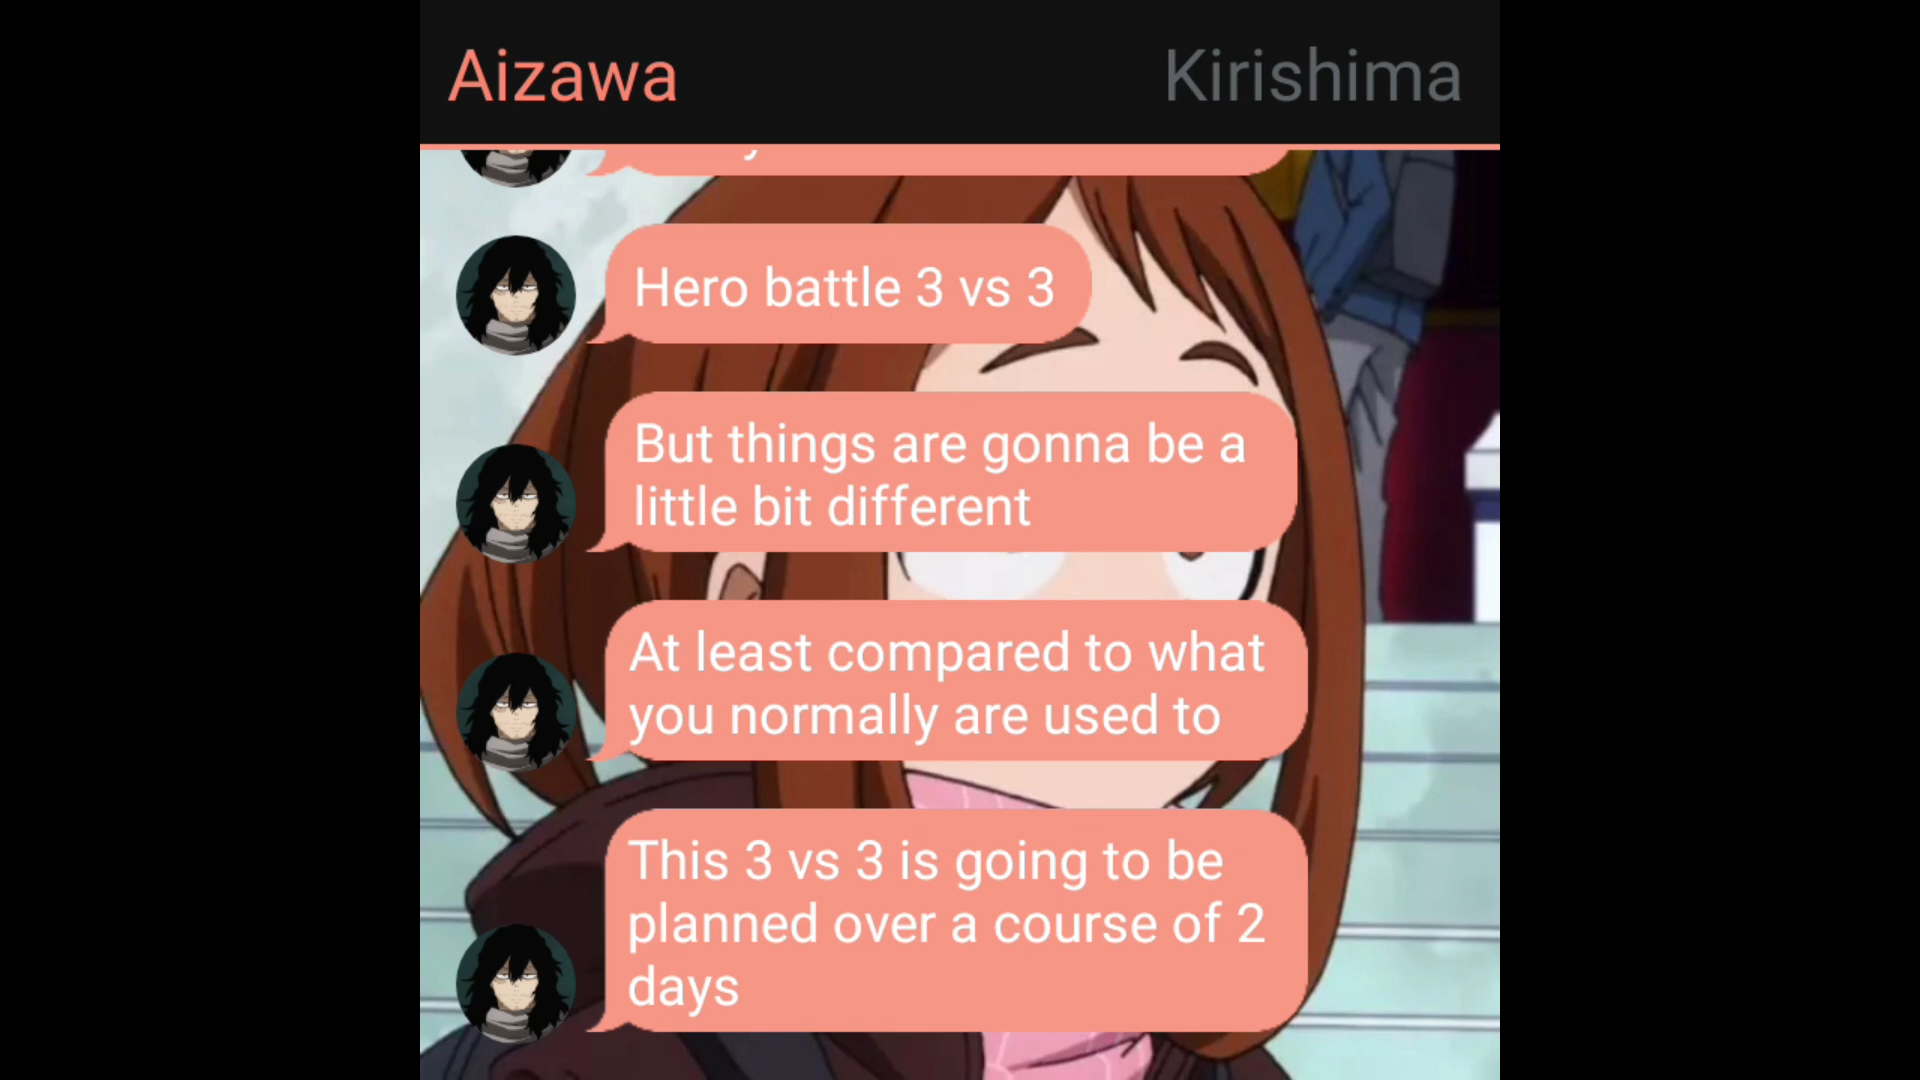 Aizawa
Kirishima
Hero battle 3 vs 3
But things are gonna be a
little bit different
At least compared to what
you normally are used to
This 3 vs 3 is going to be
planned over a course of 2
days